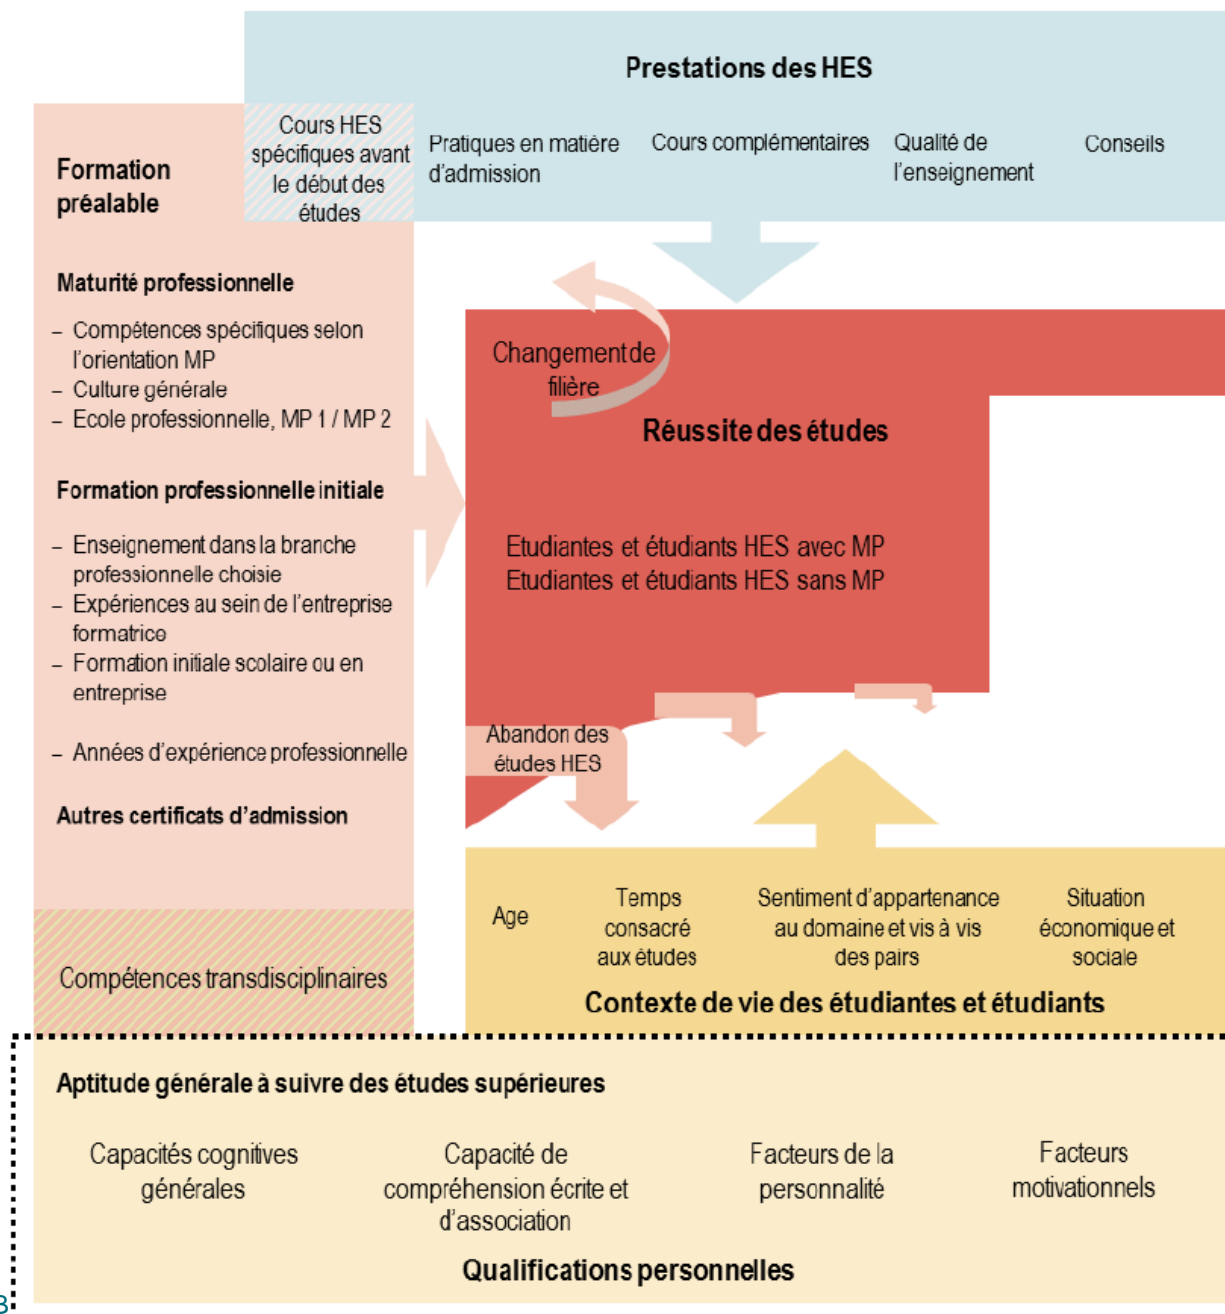 Prestations des HES
Cours HES
spécifiques avant
le début des
études
Pratiques en matière
d'admission
Cours complémentaires
Qualité de
l'enseignement
Conseils
Formation
préalable
Maturité professionnelle
– Compétences spécifiques selon
l'orientation MP
– Culture générale
– Ecole professionnelle, MP 1 / MP 2
Formation professionnelle initiale
– Enseignement dans la branche
professionnelle choisie
– Expériences au sein de l'entreprise
formatrice
– Formation initiale scolaire ou en
entreprise
– Années d'expérience professionnelle
Autres certificats d'admission
Compétences transdisciplinaires
Changement de
filière
Réussite des études
Etudiantes et étudiants HES avec MP
Etudiantes et étudiants HES sans MP
Abandon des
études HES
Age
Temps
consacré
aux études
Sentiment d'appartenance
au domaine et vis à vis
des pairs
Situation
économique et
sociale
Contexte de vie des étudiantes et étudiants
Aptitude générale à suivre des études supérieures
Capacités cognitives
générales
Capacité de
compréhension écrite et
d'association
Facteurs de la
personnalité
Facteurs
motivationnels
Qualifications personnelles
3